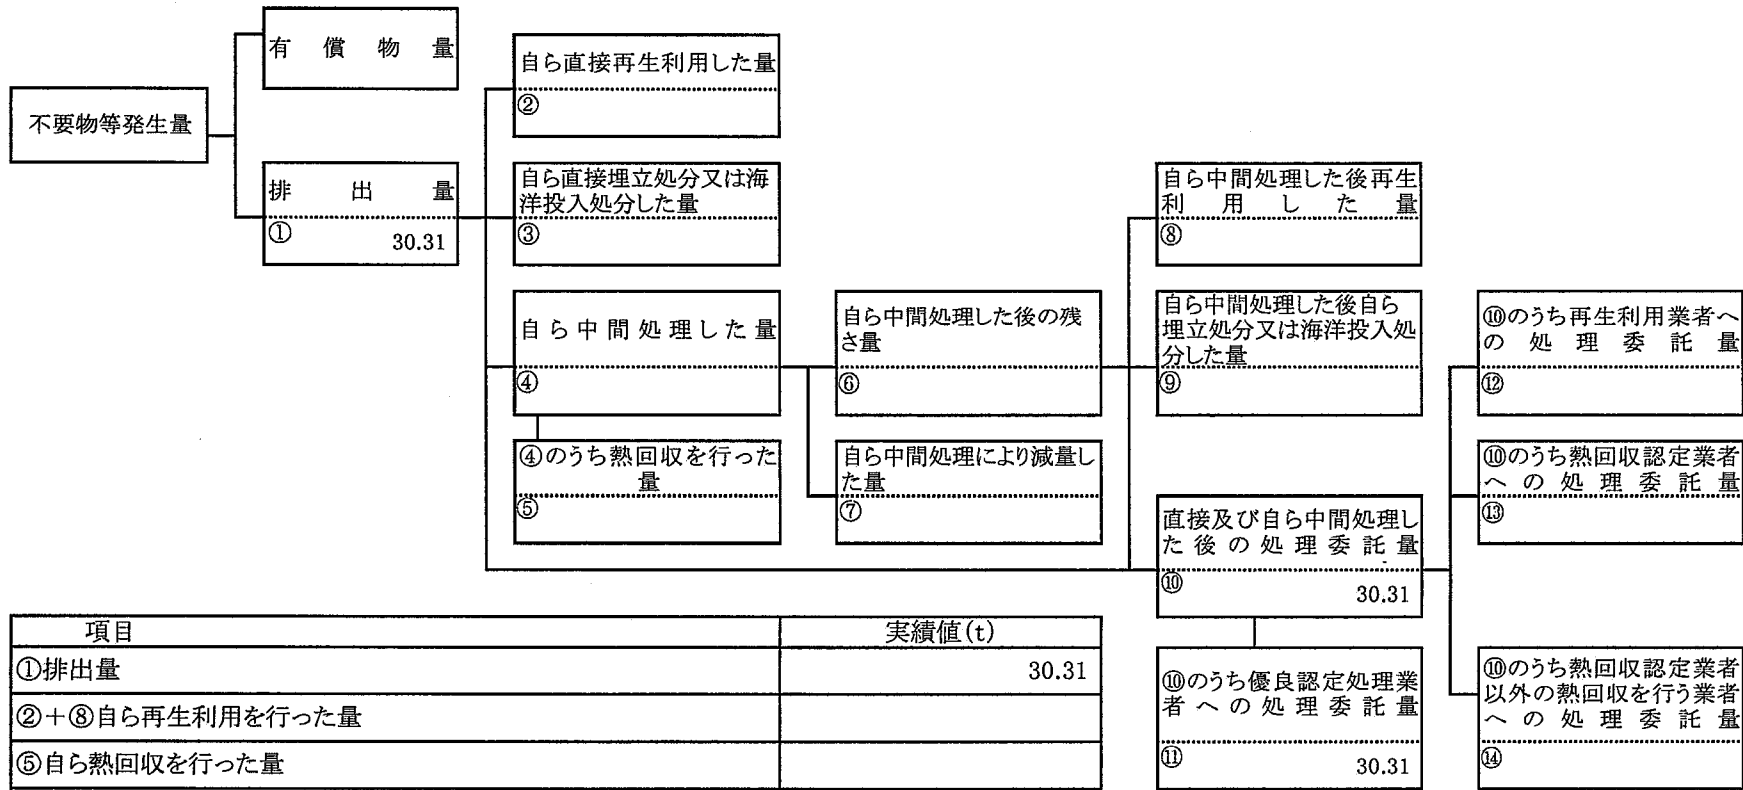 不要物等発生量
有償物量
排出量
① 30.31
自ら直接再生利用した量
②
自ら直接埋立処分又は海
洋投入処分した量
③
自ら中間処理した量
④
④のうち熱回収を行った
量
⑤
自ら中間処理した後の残
さ量
⑥
自ら中間処理により減量し
た量
⑦
自ら中間処理した後再生
利用した量
⑧
自ら中間処理した後自ら
埋立処分又は海洋投入処
分した量
⑨
直接及び自ら中間処理し
た後の処理委託量
⑩ 30.31
⑩のうち優良認定処理業
者への処理委託量
⑪ 30.31
⑩のうち再生利用業者へ
の処理委託量
⑫
⑩のうち熱回収認定業者
への処理委託量
⑬
⑩のうち熱回収認定業者
以外の熱回収を行う業者
への処理委託量
⑭
項目 実績値(t)
①排出量 30.31
②+⑧自ら再生利用を行った量
⑤自ら熱回収を行った量